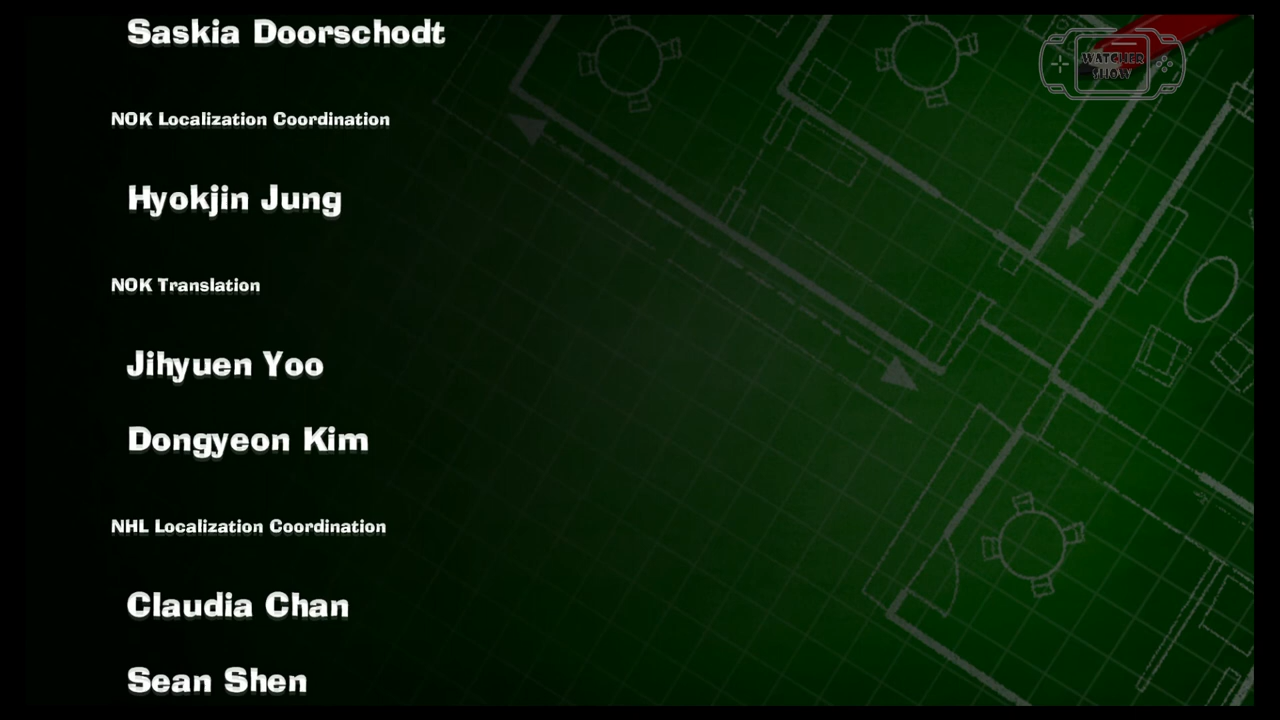 Saskia Doorschodt
WATCHER
SHOW
NOK Localization Coordination
Hyokjin Jung
NOK Translation
Jihyuen Yoo
Dongyeon Kim
NHL Localization Coordination
Claudia Chan
Sean Shen